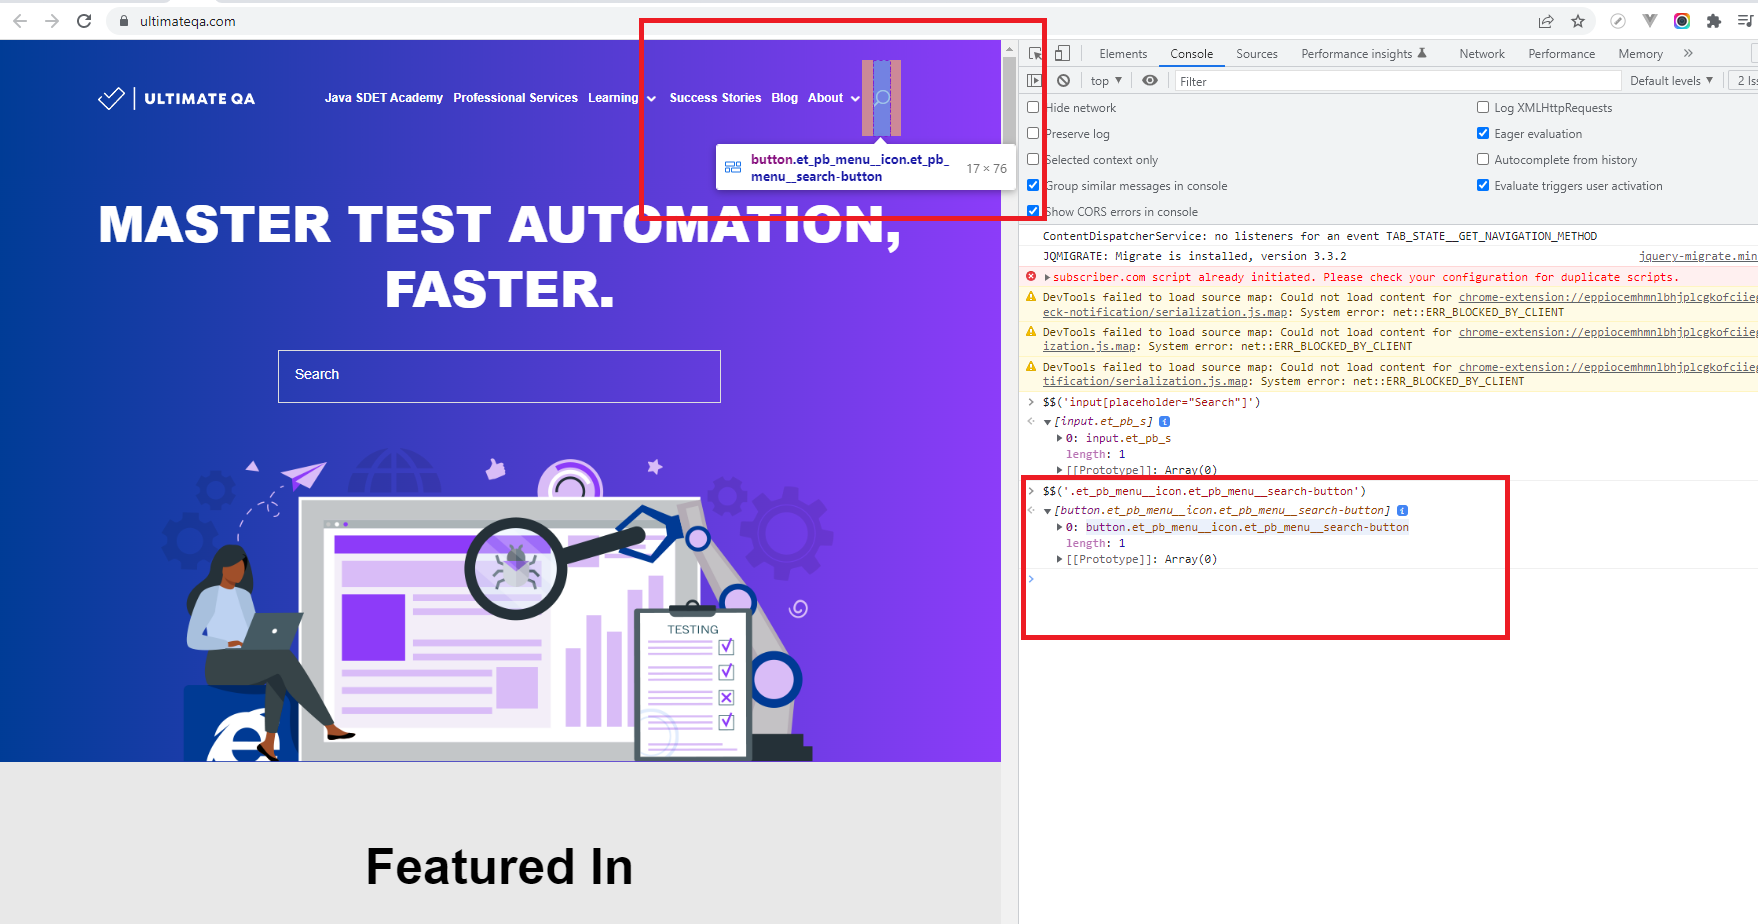 ultimateqa.com
ULTIMATE QA
Java SDET Academy Professional Services Learning Success Stories Blog About
button.et_pb_menu__icon.et_pb_
menu__search-button
17 × 76
MASTER TEST AUTOMATION,
FASTER.
Search
TESTING
Featured In
Elements Console Sources Performance insights Network Performance Memory »
top ▼ Filter Default levels ▼ 2 Iss
Hide network Log XMLHttpRequests
Preserve log Eager evaluation
Selected context only Autocomplete from history
Group similar messages in console Evaluate triggers user activation
Show CORS errors in console
ContentDispatcherService: no listeners for an event TAB_STATE__GET_NAVIGATION_METHOD
JQMIGRATE: Migrate is installed, version 3.3.2 jquery-migrate.min
subscriber.com script already initiated. Please check your configuration for duplicate scripts.
DevTools failed to load source map: Could not load content for chrome-extension://eppiocemhmnlbhjplcgkofciieg
eck-notification/serialization.js.map: System error: net::ERR_BLOCKED_BY_CLIENT
DevTools failed to load source map: Could not load content for chrome-extension://eppiocemhmnlbhjplcgkofciieg
ization.js.map: System error: net::ERR_BLOCKED_BY_CLIENT
DevTools failed to load source map: Could not load content for chrome-extension://eppiocemhmnlbhjplcgkofciieg
tification/serialization.js.map: System error: net::ERR_BLOCKED_BY_CLIENT
$$('input[placeholder="Search"]')
[input.et_pb_s]
0: input.et_pb_s
length: 1
[[Prototype]]: Array(0)
$$('.et_pb_menu__icon.et_pb_menu__search-button')
[button.et_pb_menu__icon.et_pb_menu__search-button]
0: button.et_pb_menu__icon.et_pb_menu__search-button
length: 1
[[Prototype]]: Array(0)